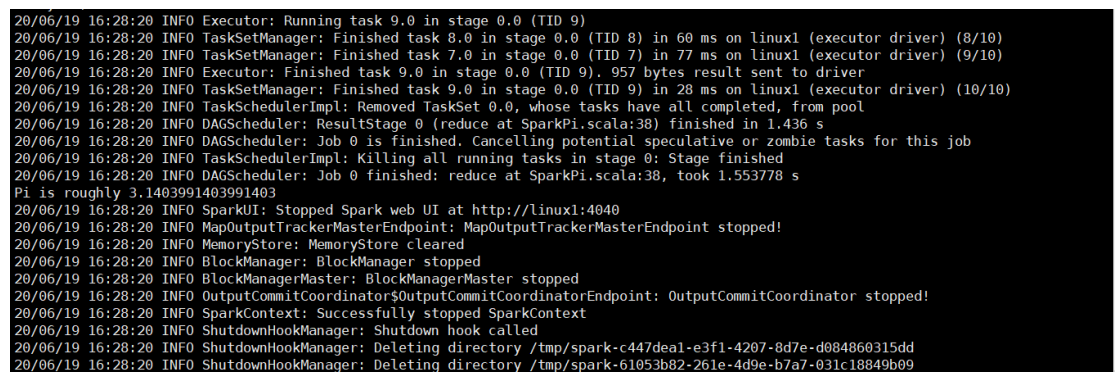 20/06/19 16:28:20 INFO Executor: Running task 9.0 in stage 0.0 (TID 9)
20/06/19 16:28:20 INFO TaskSetManager: Finished task 8.0 in stage 0.0 (TID 8) in 60 ms on linux1 (executor driver) (8/10)
20/06/19 16:28:20 INFO TaskSetManager: Finished task 7.0 in stage 0.0 (TID 7) in 77 ms on linux1 (executor driver) (9/10)
20/06/19 16:28:20 INFO Executor: Finished task 9.0 in stage 0.0 (TID 9). 957 bytes result sent to driver
20/06/19 16:28:20 INFO TaskSetManager: Finished task 9.0 in stage 0.0 (TID 9) in 28 ms on linux1 (executor driver) (10/10)
20/06/19 16:28:20 INFO TaskSchedulerImpl: Removed TaskSet 0.0, whose tasks have all completed, from pool
20/06/19 16:28:20 INFO DAGScheduler: ResultStage 0 (reduce at SparkPi.scala:38) finished in 1.436 s
20/06/19 16:28:20 INFO DAGScheduler: Job 0 is finished. Cancelling potential speculative or zombie tasks for this job
20/06/19 16:28:20 INFO TaskSchedulerImpl: Killing all running tasks in stage 0: Stage finished
20/06/19 16:28:20 INFO DAGScheduler: Job 0 finished: reduce at SparkPi.scala:38, took 1.553778 s
Pi is roughly 3.1403991403991403
20/06/19 16:28:20 INFO SparkUI: Stopped Spark web UI at http://linux1:4040
20/06/19 16:28:20 INFO MapOutputTrackerMasterEndpoint: MapOutputTrackerMasterEndpoint stopped!
20/06/19 16:28:20 INFO MemoryStore: MemoryStore cleared
20/06/19 16:28:20 INFO BlockManager: BlockManager stopped
20/06/19 16:28:20 INFO BlockManagerMaster: BlockManagerMaster stopped
20/06/19 16:28:20 INFO OutputCommitCoordinator$OutputCommitCoordinatorEndpoint: OutputCommitCoordinator stopped!
20/06/19 16:28:20 INFO SparkContext: Successfully stopped SparkContext
20/06/19 16:28:20 INFO ShutdownHookManager: Shutdown hook called
20/06/19 16:28:20 INFO ShutdownHookManager: Deleting directory /tmp/spark-c447dea1-e3f1-4207-8d7e-d084860315dd
20/06/19 16:28:20 INFO ShutdownHookManager: Deleting directory /tmp/spark-61053b82-261e-4d9e-b7a7-031c18849b09